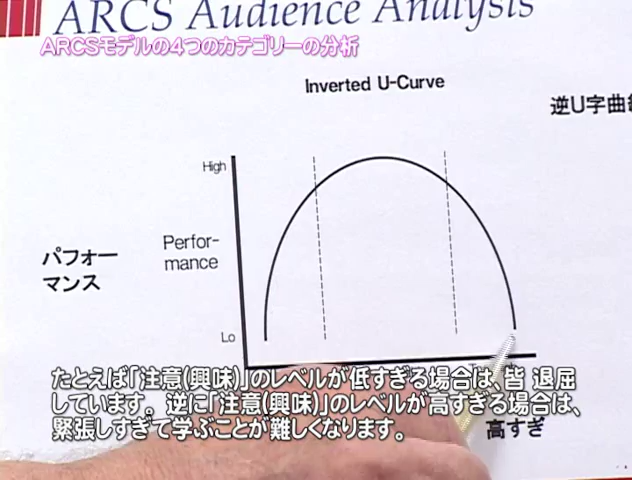 ARCS Audience Analysis
ARCSモデルの4つのカテゴリーの分析
Inverted U-Curve
逆U字曲
High
パフォー
マンス
Perfor-
mance
Lo
たとえば「注意(興味)」のレベルが低すぎる場合は、皆 退屈
しています。逆に「注意(興味)」のレベルが高すぎる場合は、
緊張しすぎて学ぶことが難しくなります。
高すぎ